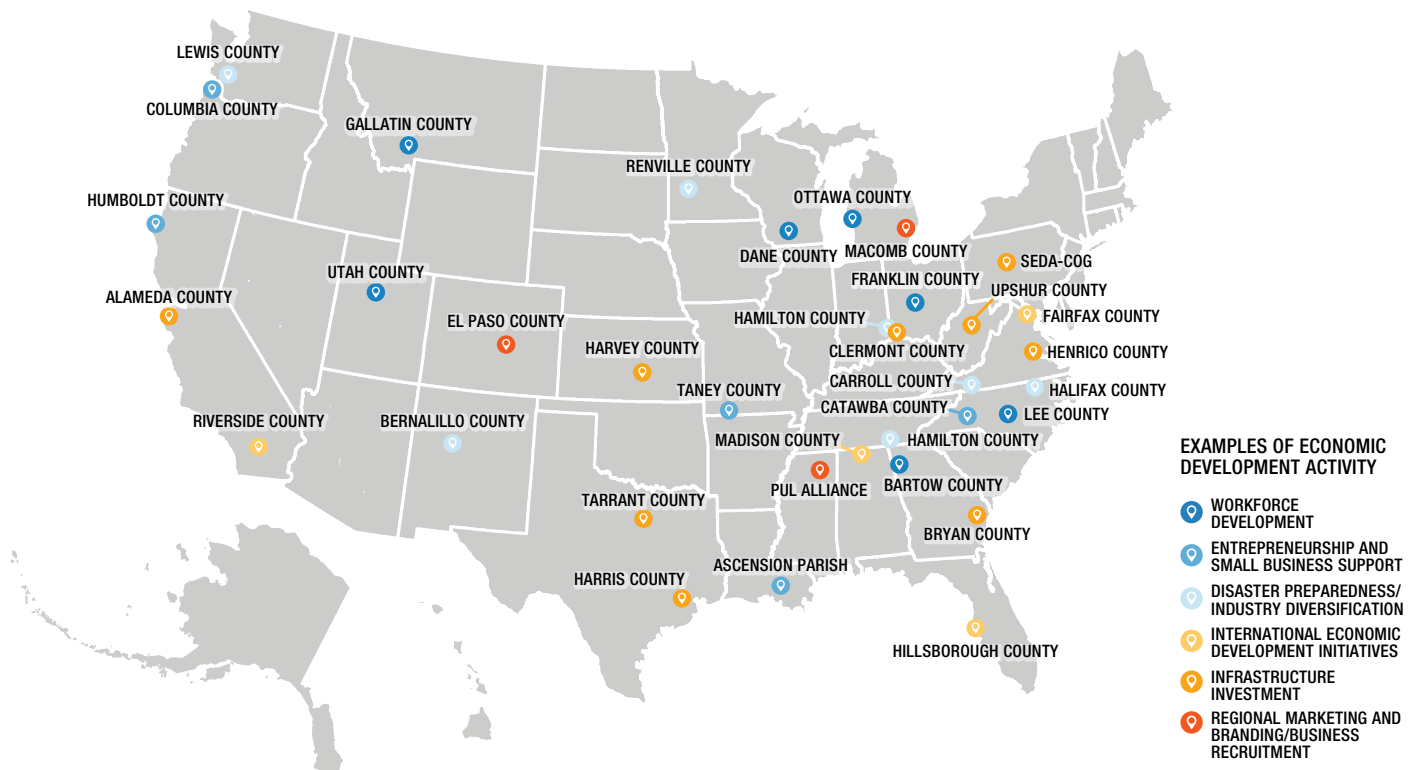 LEWIS COUNTY
COLUMBIA COUNTY
GALLATIN COUNTY
RENVILLE COUNTY
HUMBOLDT COUNTY
OTTAWA COUNTY
DANE COUNTY
MACOMB COUNTY
SEDA-COG
UTAH COUNTY
FRANKLIN COUNTY
UPSHUR COUNTY
ALAMEDA COUNTY
EL PASO COUNTY
HAMILTON COUNTY
FAIRFAX COUNTY
HARVEY COUNTY
CLERMONT COUNTY
HENRICO COUNTY
TANEY COUNTY
CARROLL COUNTY
HALIFAX COUNTY
CATAWBA COUNTY
LEE COUNTY
RIVERSIDE COUNTY
BERNALILLO COUNTY
MADISON COUNTY
HAMILTON COUNTY
PUL ALLIANCE
BARTOW COUNTY
TARRANT COUNTY
BRYAN COUNTY
HARRIS COUNTY
ASCENSION PARISH
HILLSBOROUGH COUNTY
EXAMPLES OF ECONOMIC
DEVELOPMENT ACTIVITY
WORKFORCE
DEVELOPMENT
ENTREPRENEURSHIP AND
SMALL BUSINESS SUPPORT
DISASTER PREPAREDNESS/
INDUSTRY DIVERSIFICATION
INTERNATIONAL ECONOMIC
DEVELOPMENT INITIATIVES
INFRASTRUCTURE
INVESTMENT
REGIONAL MARKETING AND
BRANDING/BUSINESS
RECRUITMENT